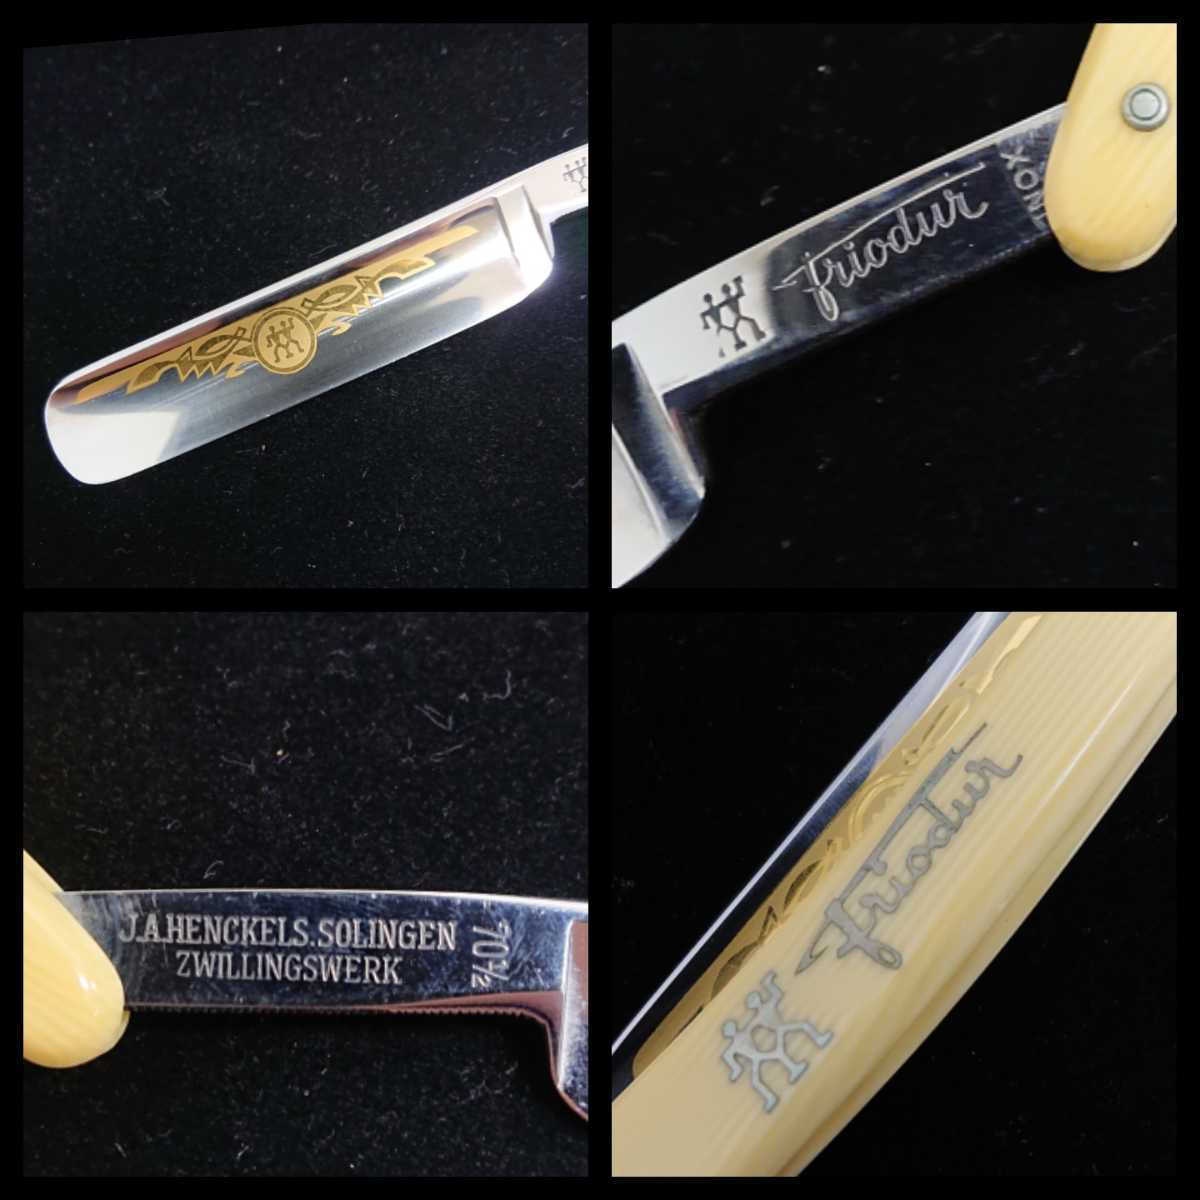 friodur
INOX
J.A.HENCKELS.SOLINGEN
ZWILLINGSWERK
70½
friodur